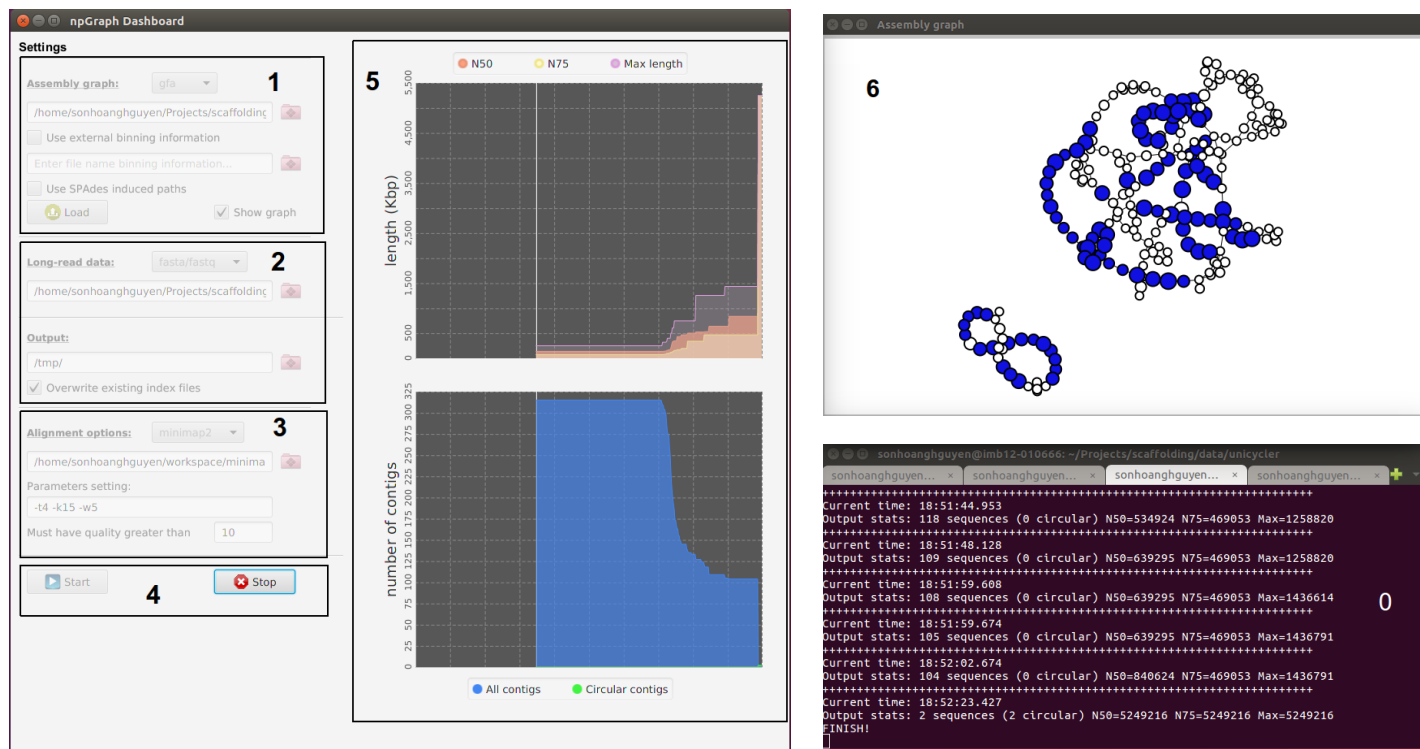 npGraph Dashboard
Settings
1
Assembly graph: gfa
/home/sonhoanghguyen/Projects/scaffolding
Use external binning information
Enter file name binning information...
Use SPAdes induced paths
Load Show graph
2
Long-read data: fasta/fastq
/home/sonhoanghguyen/Projects/scaffolding
Output:
/tmp/
Overwrite existing index files
3
Alignment options: minimap2
/home/sonhoanghguyen/workspace/minima
Parameters setting:
-t4 -k15 -w5
Must have quality greater than 10
Start Stop
4
5
N50 N75 Max length
5,500
4,500
3,500
2,500
1,500
500
0
length (Kbp)
325
300
275
250
225
200
175
150
125
100
75
50
25
0
number of contigs
All contigs Circular contigs
Assembly graph
6
sonhoanghguyen@imb12-010666: ~/Projects/scaffolding/data/unicycler
sonhoanghguyen... × sonhoanghguyen... × sonhoanghguyen... × sonhoanghguyen... ×
++++++++++++++++++++++++++++++++++++++++++++++++++++++++++++++++++++++
Current time: 18:51:44.953
Output stats: 118 sequences (0 circular) N50=534924 N75=469053 Max=1258820
++++++++++++++++++++++++++++++++++++++++++++++++++++++++++++++++++++++
Current time: 18:51:48.128
Output stats: 109 sequences (0 circular) N50=639295 N75=469053 Max=1258820
++++++++++++++++++++++++++++++++++++++++++++++++++++++++++++++++++++++
Current time: 18:51:59.608
Output stats: 108 sequences (0 circular) N50=639295 N75=469053 Max=1436614
++++++++++++++++++++++++++++++++++++++++++++++++++++++++++++++++++++++
Current time: 18:51:59.674
Output stats: 105 sequences (0 circular) N50=639295 N75=469053 Max=1436791
++++++++++++++++++++++++++++++++++++++++++++++++++++++++++++++++++++++
Current time: 18:52:02.674
Output stats: 104 sequences (0 circular) N50=840624 N75=469053 Max=1436791
++++++++++++++++++++++++++++++++++++++++++++++++++++++++++++++++++++++
Current time: 18:52:23.427
Output stats: 2 sequences (2 circular) N50=5249216 N75=5249216 Max=5249216
FINISH!
0